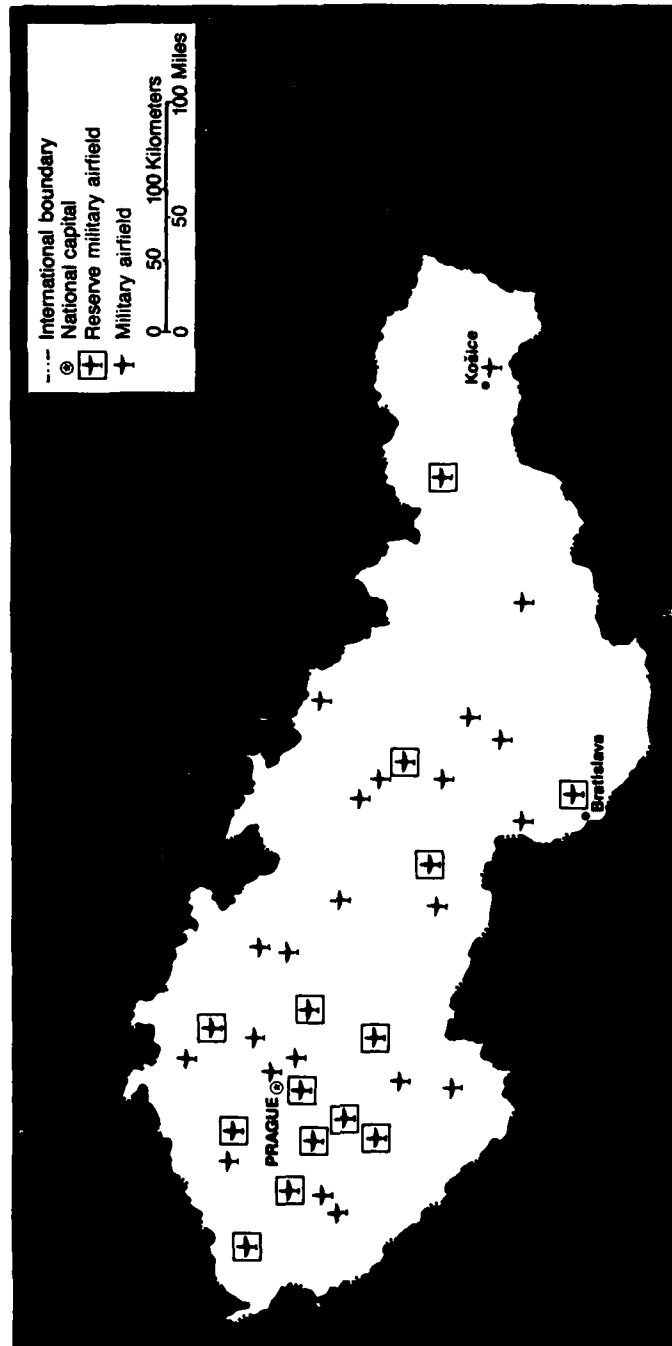 International boundary
National capital
Reserve military airfield
Military airfield
0 50 100 Kilometers
0 50 100 Miles
PRAGUE
Košice
Bratislava